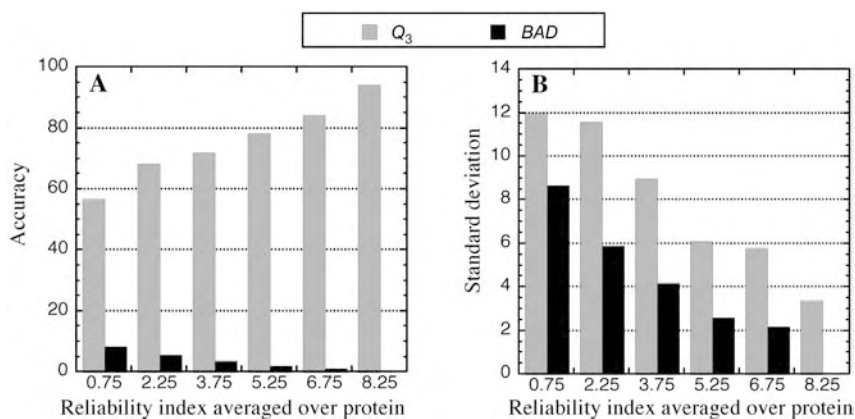 Q3 BAD
A
Accuracy
100
80
60
40
20
0
0.75 2.25 3.75 5.25 6.75 8.25
Reliability index averaged over protein
B
Standard deviation
14
12
10
8
6
4
2
0
0.75 2.25 3.75 5.25 6.75 8.25
Reliability index averaged over protein